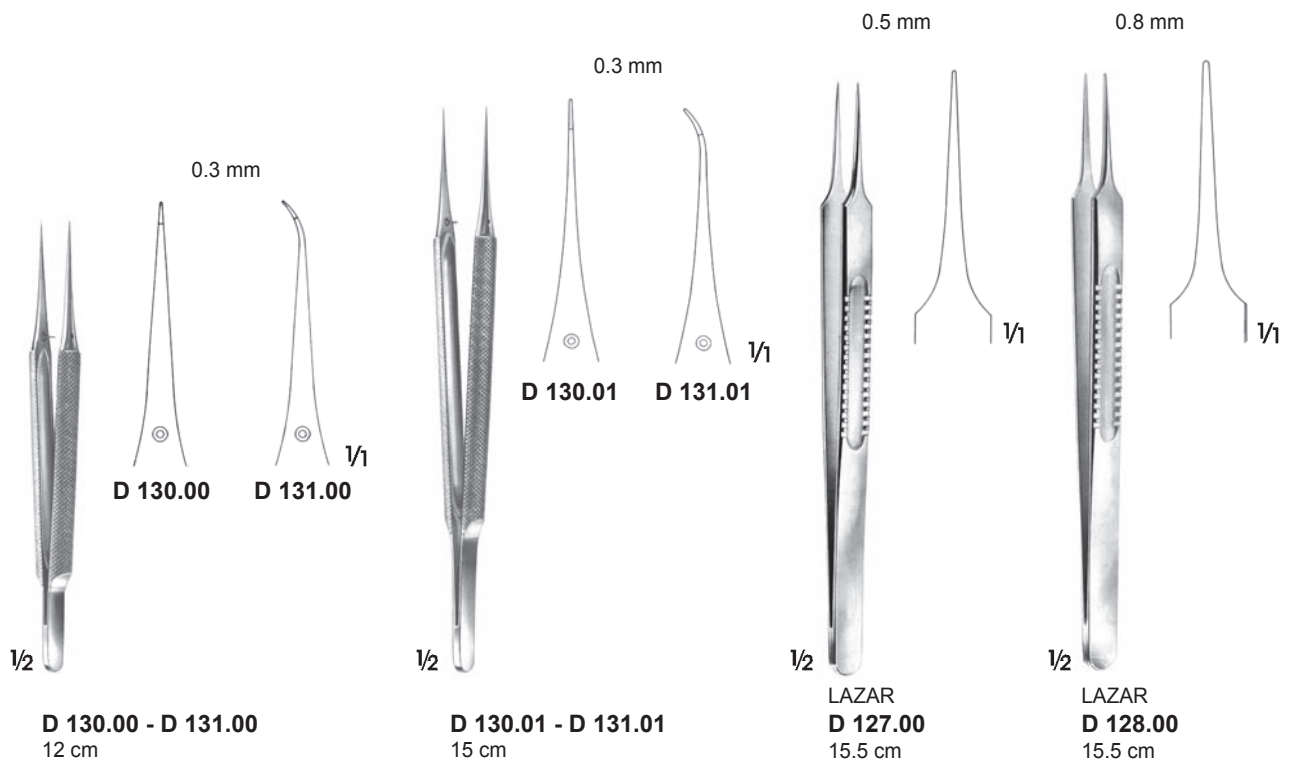 0.3 mm
D 130.00
D 131.00
1/1
1/2
D 130.00 - D 131.00
12 cm
0.3 mm
D 130.01
D 131.01
1/1
1/2
D 130.01 - D 131.01
15 cm
0.5 mm
1/1
1/2
LAZAR
D 127.00
15.5 cm
0.8 mm
1/1
1/2
LAZAR
D 128.00
15.5 cm